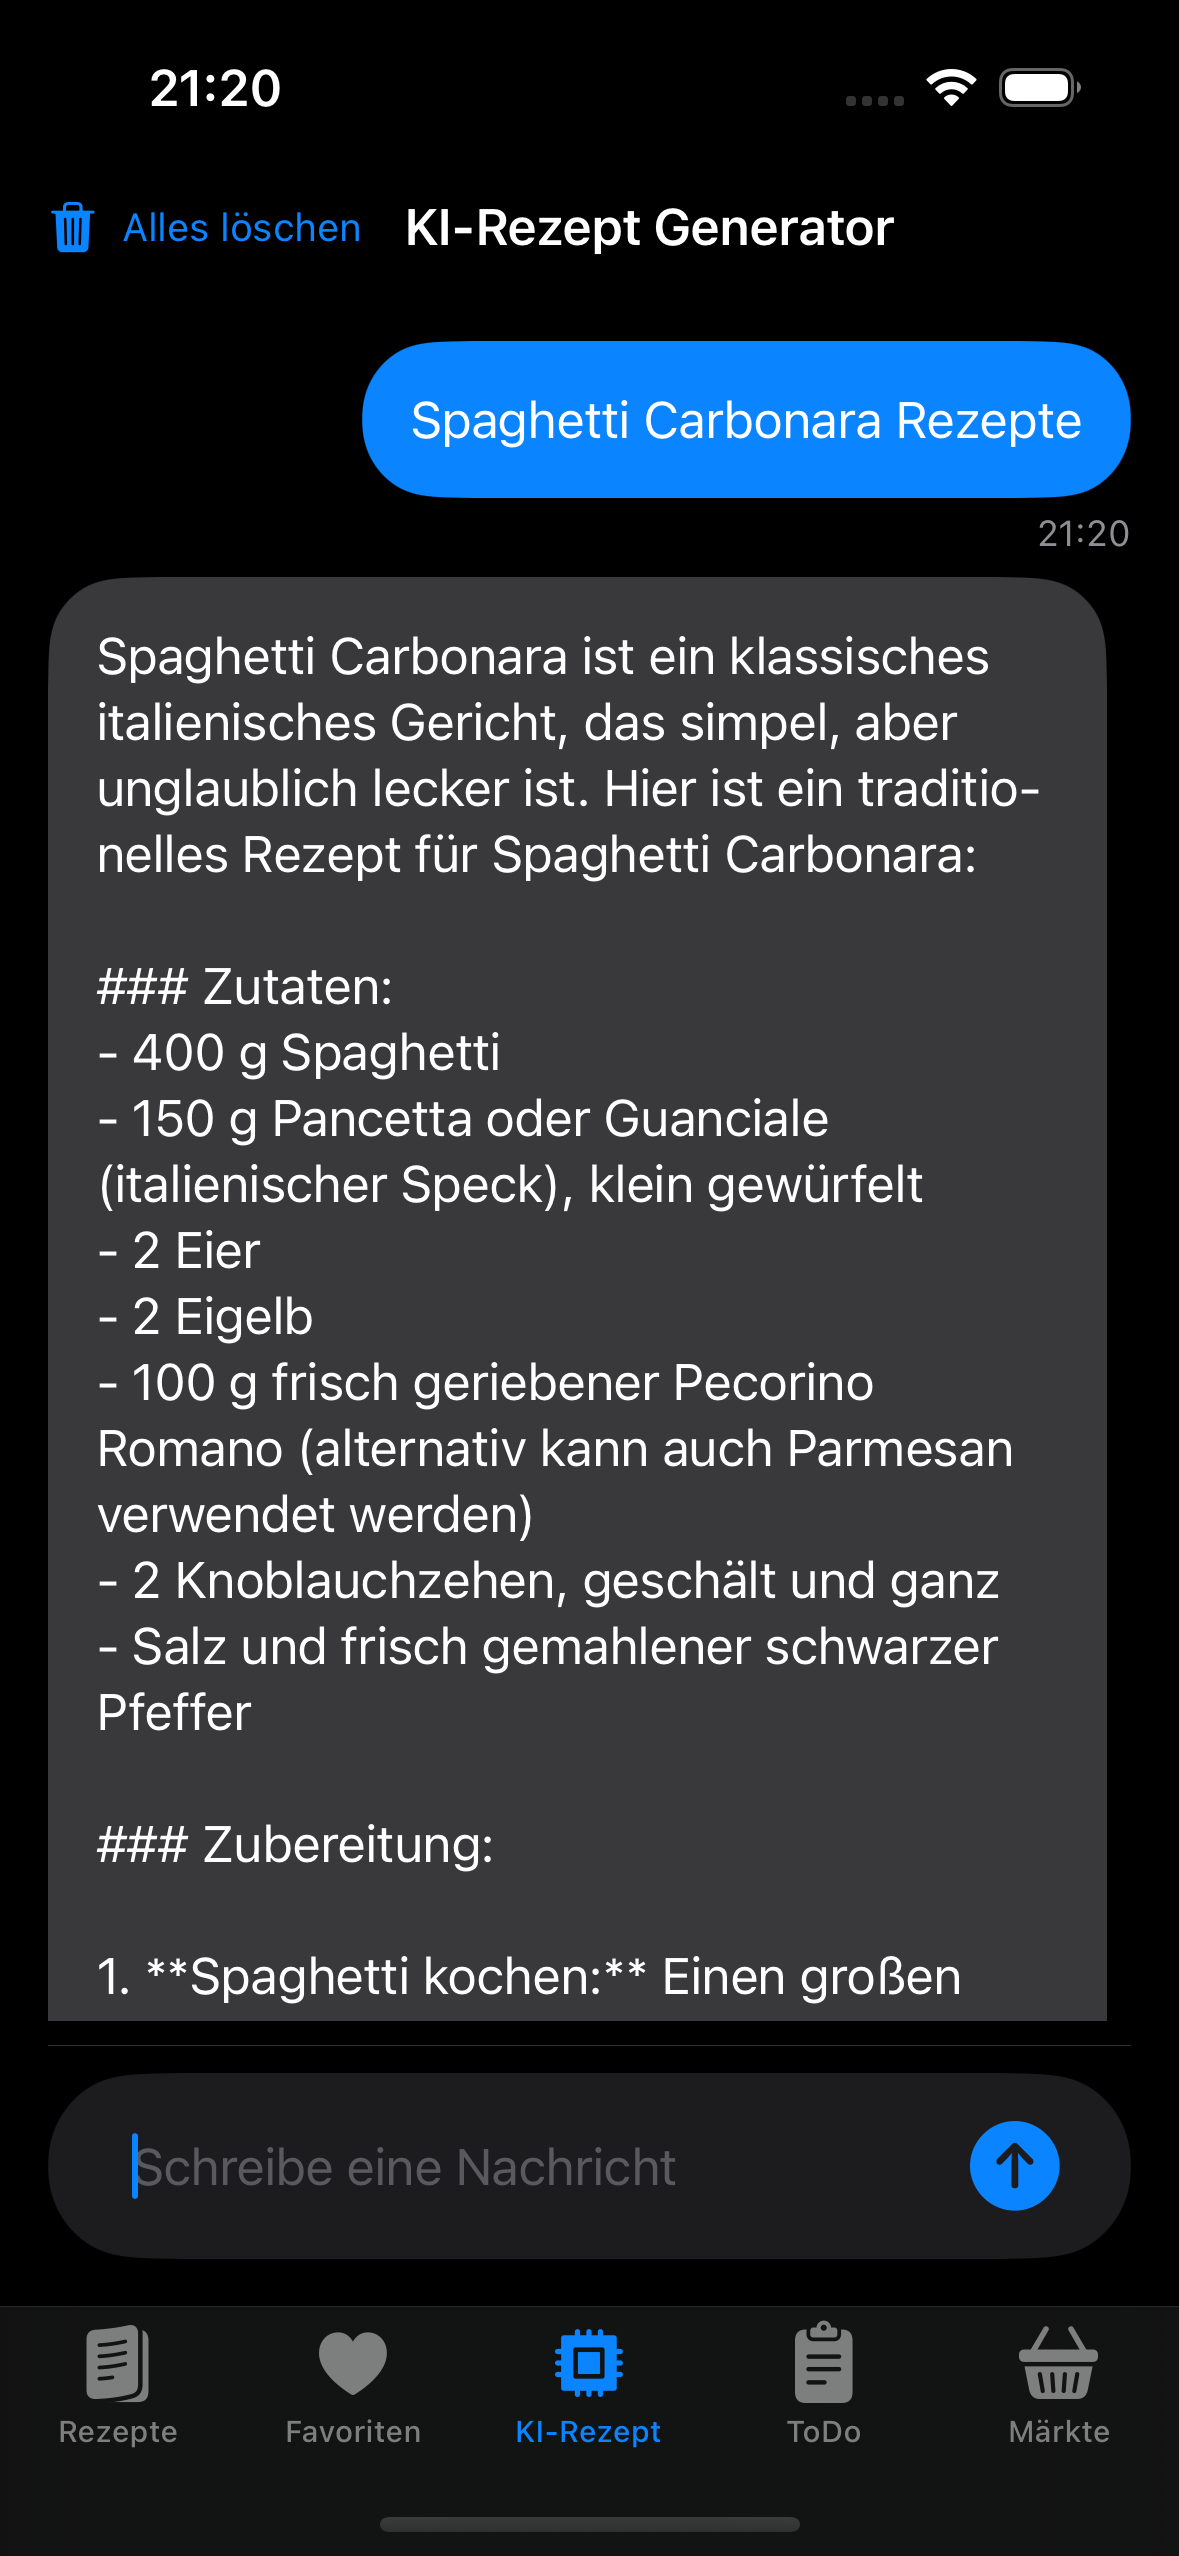 21:20
Alles löschen KI-Rezept Generator
Spaghetti Carbonara Rezepte
21:20
Spaghetti Carbonara ist ein klassisches
italienisches Gericht, das simpel, aber
unglaublich lecker ist. Hier ist ein traditio-
nelles Rezept für Spaghetti Carbonara:
### Zutaten:
- 400 g Spaghetti
- 150 g Pancetta oder Guanciale
(italienischer Speck), klein gewürfelt
- 2 Eier
- 2 Eigelb
- 100 g frisch geriebener Pecorino
Romano (alternativ kann auch Parmesan
verwendet werden)
- 2 Knoblauchzehen, geschält und ganz
- Salz und frisch gemahlener schwarzer
Pfeffer
### Zubereitung:
1. **Spaghetti kochen:** Einen großen
Schreibe eine Nachricht
Rezepte Favoriten KI-Rezept ToDo Märkte